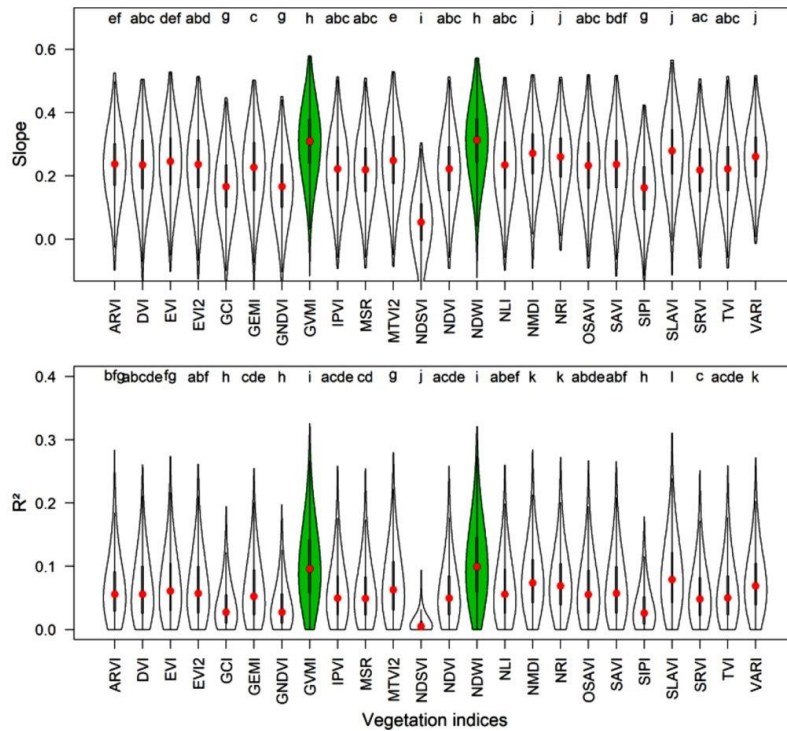 ef abc def abd g c g h abc abc e i abc h abc j j abc bdf g j ac abc j
0.6
0.4
0.2
0.0
Slope
ARVI DVI EVI EVI2 GCI GEMI GNDVI GVMI IPVI MSR MTVI2 NDSVI NDVI NDWI NLI NMDI NRI OSAVI SAVI SIPI SLAVI SRVI TVI VARI
0.4
bfg abcde fg abf h cde h i acde cd g j acde i abef k k abde abf h l c acde k
0.3
0.2
0.1
0.0
R²
ARVI DVI EVI EVI2 GCI GEMI GNDVI GVMI IPVI MSR MTVI2 NDSVI NDVI NDWI NLI NMDI NRI OSAVI SAVI SIPI SLAVI SRVI TVI VARI
Vegetation indices